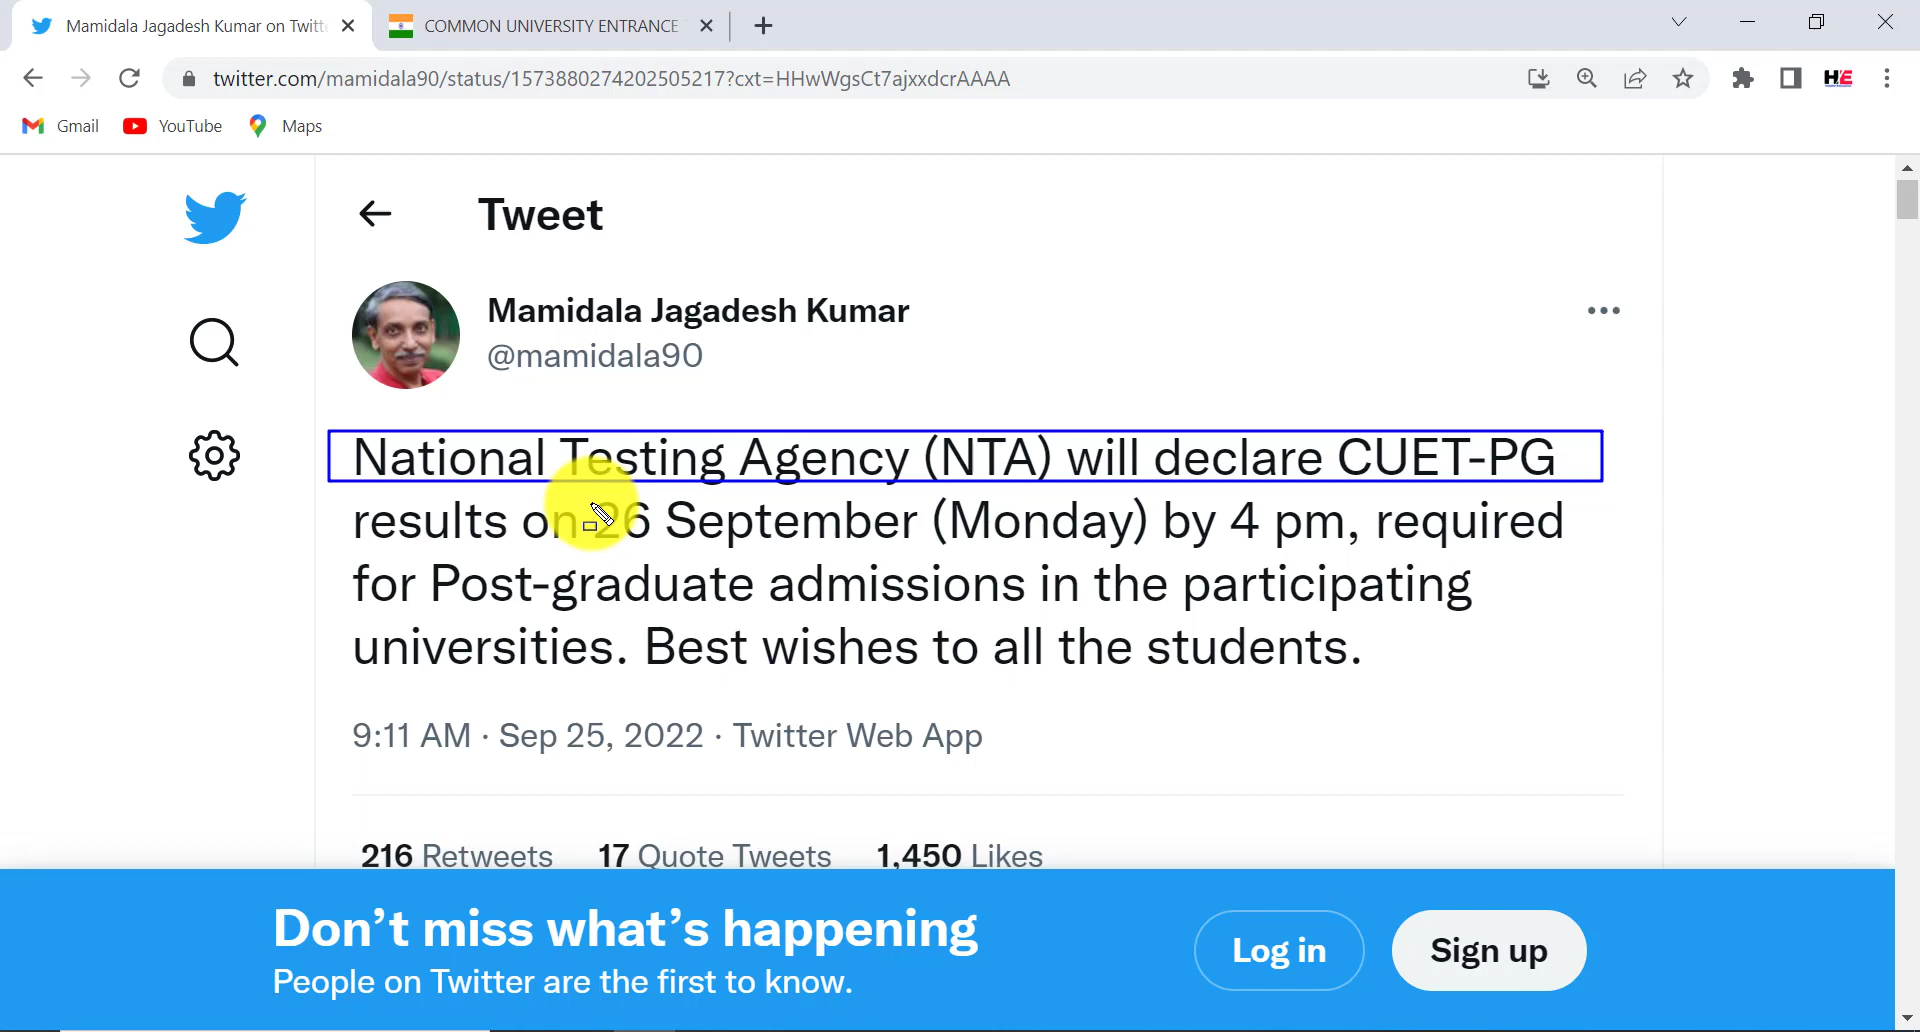 Mamidala Jagadesh Kumar on Twitt
COMMON UNIVERSITY ENTRANCE
twitter.com/mamidala90/status/1573880274202505217?cxt=HHwWgsCt7ajxxdcrAAAA
H/E
Gmail
YouTube
Maps
Tweet
Mamidala Jagadesh Kumar
@mamidala90
National Testing Agency (NTA) will declare CUET-PG
results on 26 September (Monday) by 4 pm, required
for Post-graduate admissions in the participating
universities. Best wishes to all the students.
9:11 AM · Sep 25, 2022 · Twitter Web App
216 Retweets 17 Quote Tweets 1,450 Likes
Don’t miss what’s happening
People on Twitter are the first to know.
Log in
Sign up